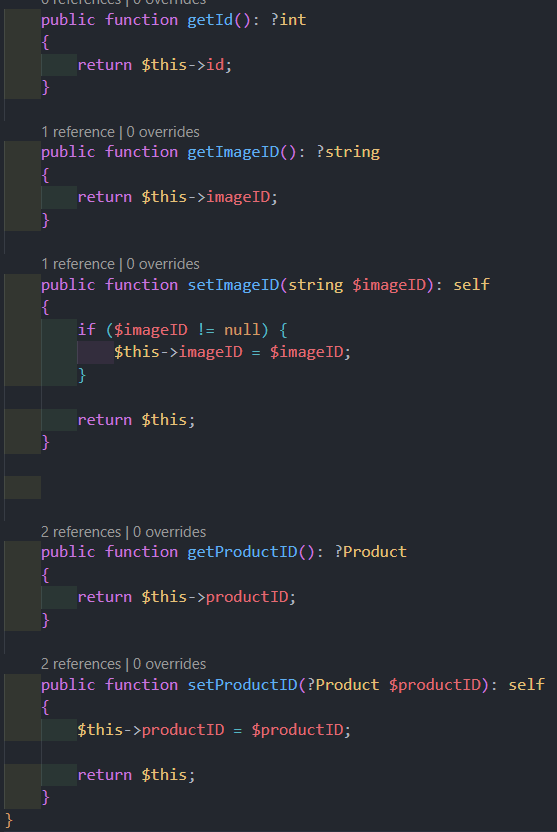 0 references | 0 overrides
public function getId(): ?int
{
return $this->id;
}
1 reference | 0 overrides
public function getImageID(): ?string
{
return $this->imageID;
}
1 reference | 0 overrides
public function setImageID(string $imageID): self
{
if ($imageID != null) {
$this->imageID = $imageID;
}
return $this;
}
2 references | 0 overrides
public function getProductID(): ?Product
{
return $this->productID;
}
2 references | 0 overrides
public function setProductID(?Product $productID): self
{
$this->productID = $productID;
return $this;
}
}